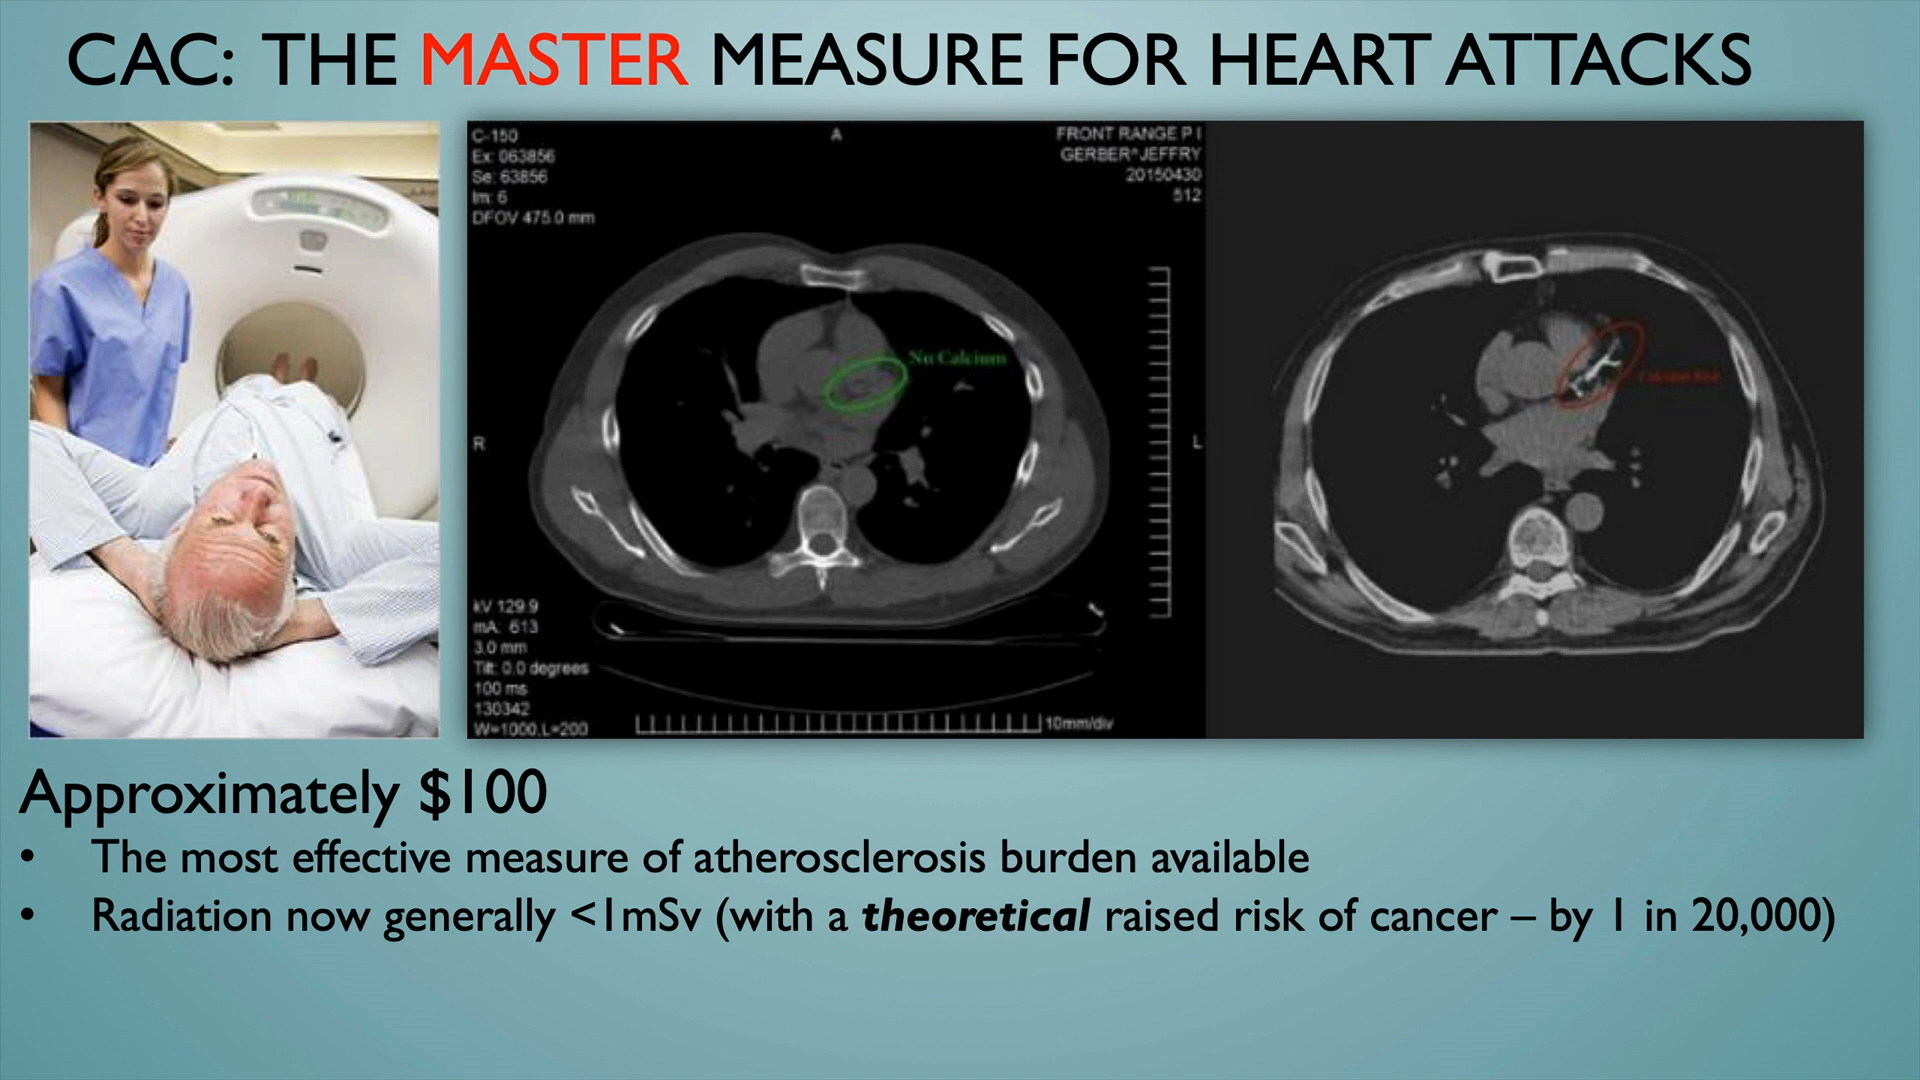 CAC: THE MASTER MEASURE FOR HEART ATTACKS
C-150
Ex: 063856
Se: 63856
Im: 6
DFOV 475.0 mm
A
FRONT RANGE P I
GERBER^JEFFRY
20150430
512
No Calcium
R
L
kV 129.9
mA: 613
3.0 mm
Tilt: 0.0 degrees
100 ms
130342
W=1000,L=200
10mm/div
Approximately $100
• The most effective measure of atherosclerosis burden available
• Radiation now generally <1mSv (with a theoretical raised risk of cancer – by 1 in 20,000)